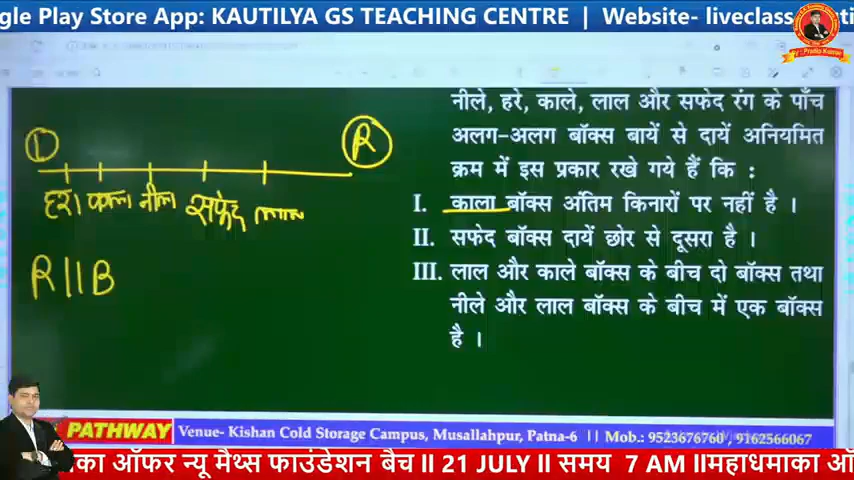 gle Play Store App: KAUTILYA GS TEACHING CENTRE | Website- liveclass
Pradip Kumar
नीले, हरे, काले, लाल और सफेद रंग के पाँच
अलग-अलग बॉक्स बायें से दायें अनियमित
क्रम में इस प्रकार रखे गये हैं कि :
I. काला बॉक्स अंतिम किनारों पर नहीं है ।
II. सफेद बॉक्स दायें छोर से दूसरा है ।
III. लाल और काले बॉक्स के बीच दो बॉक्स तथा
नीले और लाल बॉक्स के बीच में एक बॉक्स
है ।
R
हरा काला नीला सफेद लाल
R||B
PATHWAY Venue- Kishan Cold Storage Campus, Musallahpur, Patna-6 || Mob.: 9523676760 / 9162566067
का ऑफर न्यू मैथ्स फाउंडेशन बैच II 21 JULY II समय 7 AM IIमहाधमाका ऑ